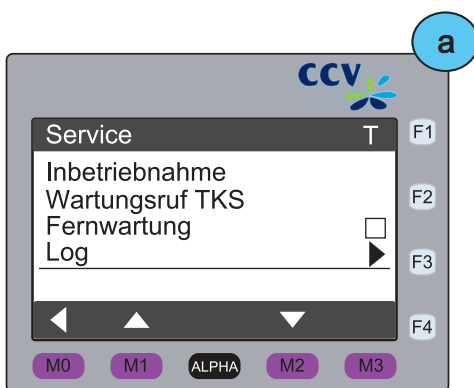 a
CCV
Service T
F1
Inbetriebnahme
Wartungsruf TKS
F2
Fernwartung
Log
F3
F4
M0 M1 ALPHA M2 M3